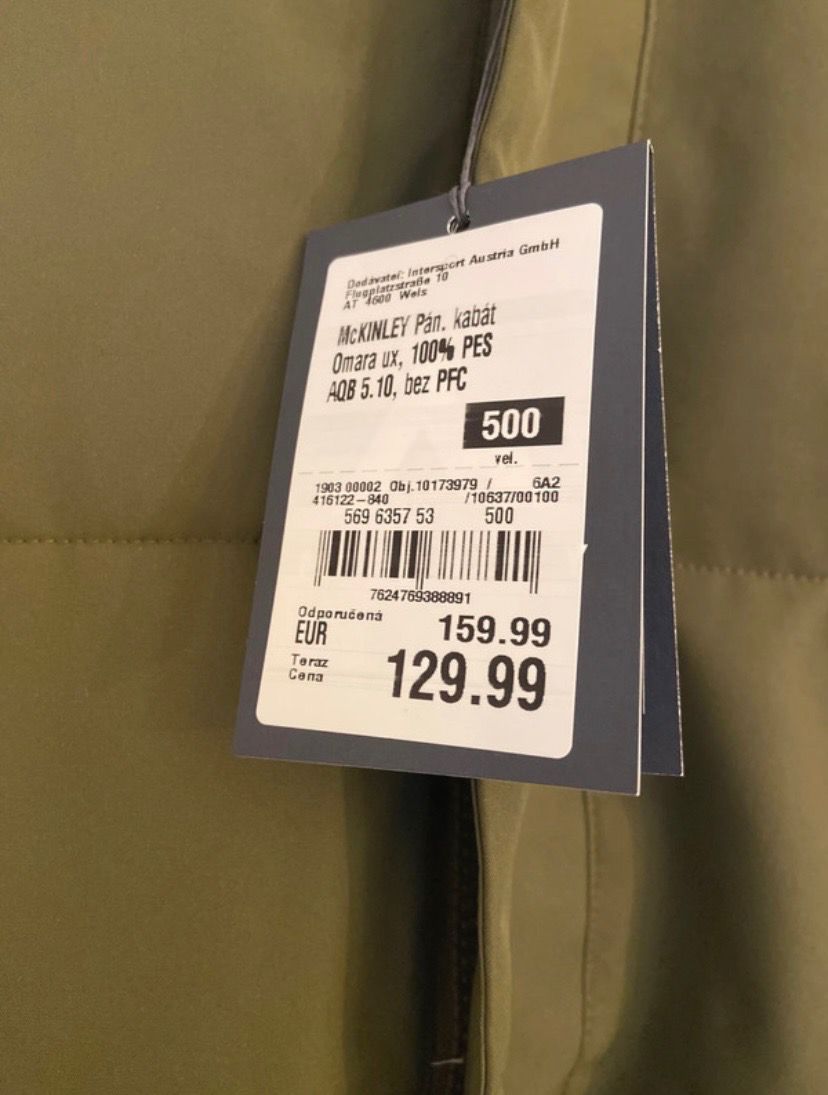 Dodávateľ: Intersport Austria GmbH
Flugplatzstraße 10
AT 4600 Wels
McKINLEY Pán. kabát
Omara ux, 100% PES
AQB 5.10, bez PFC
500
veľ.
1903 00002 Obj.10173979 / 6A2
416122-840 /10637/00100
569 6357 53 500
7624769388891
Odporučená
EUR 159.99
Teraz
Cena 129.99